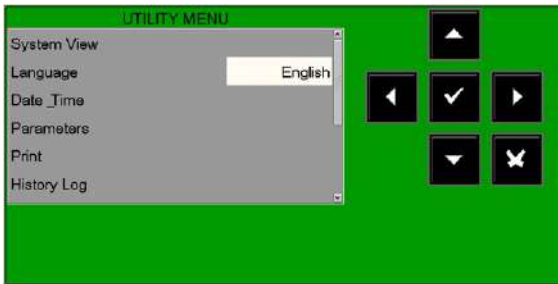 UTILITY MENU
System View
Language English
Date_Time
Parameters
Print
History Log